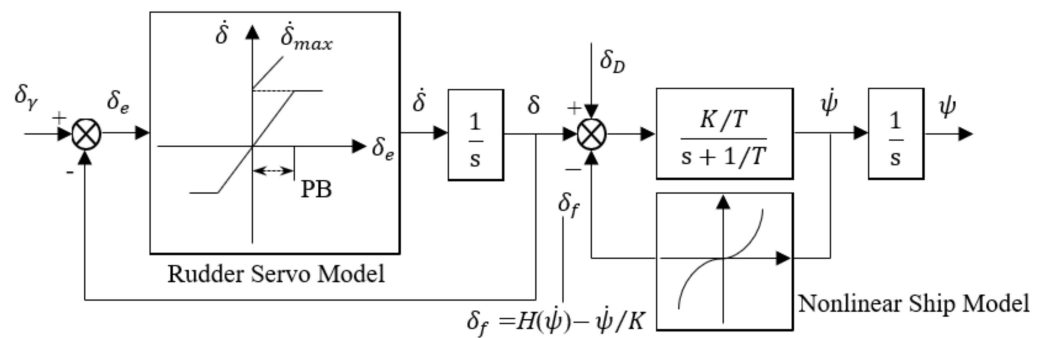 δ̇
δ̇max
δγ
+
δe
-
δe
PB
Rudder Servo Model
δ̇
1/s
δ
δD
+
−
δf
K/T
s + 1/T
ψ̇
1/s
ψ
Nonlinear Ship Model
δf =H(ψ̇)− ψ̇/K